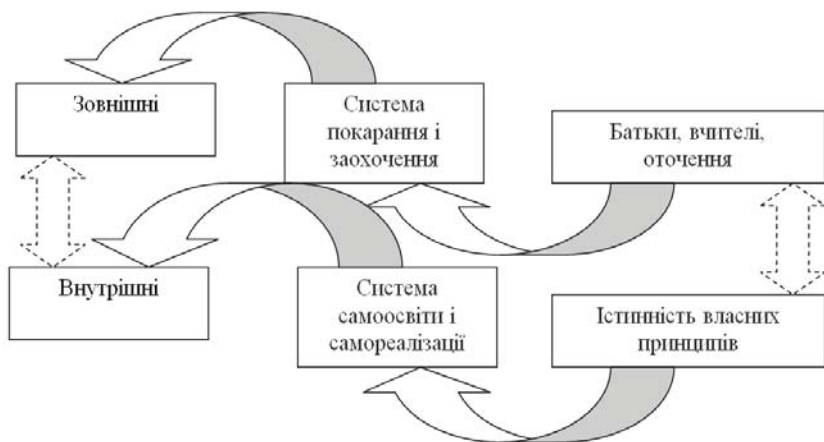 Зовнішні
Система
покарання і
заохочення
Батьки, вчителі,
оточення
Внутрішні
Система
самоосвіти і
самореалізації
Істинність власних
принципів